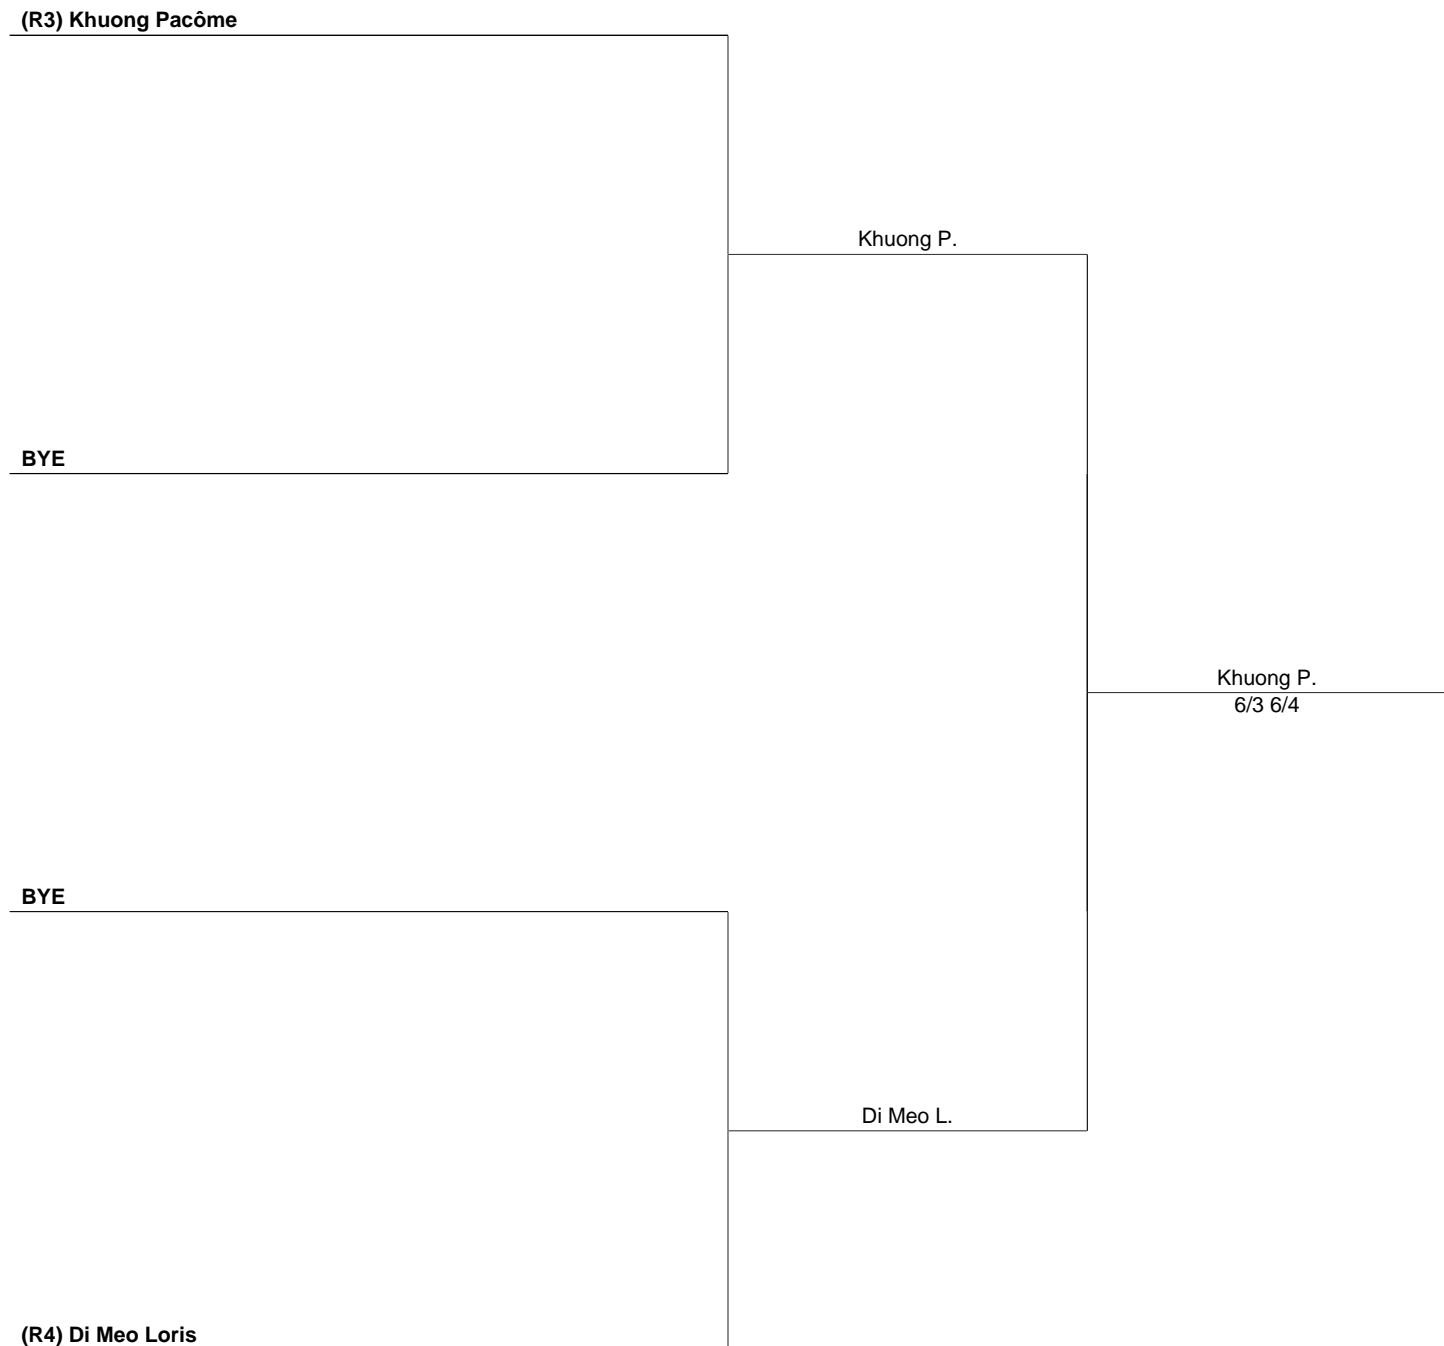 (R3) Khuong Pacôme
Khuong P.
BYE
Khuong P.
6/3 6/4
BYE
Di Meo L.
(R4) Di Meo Loris